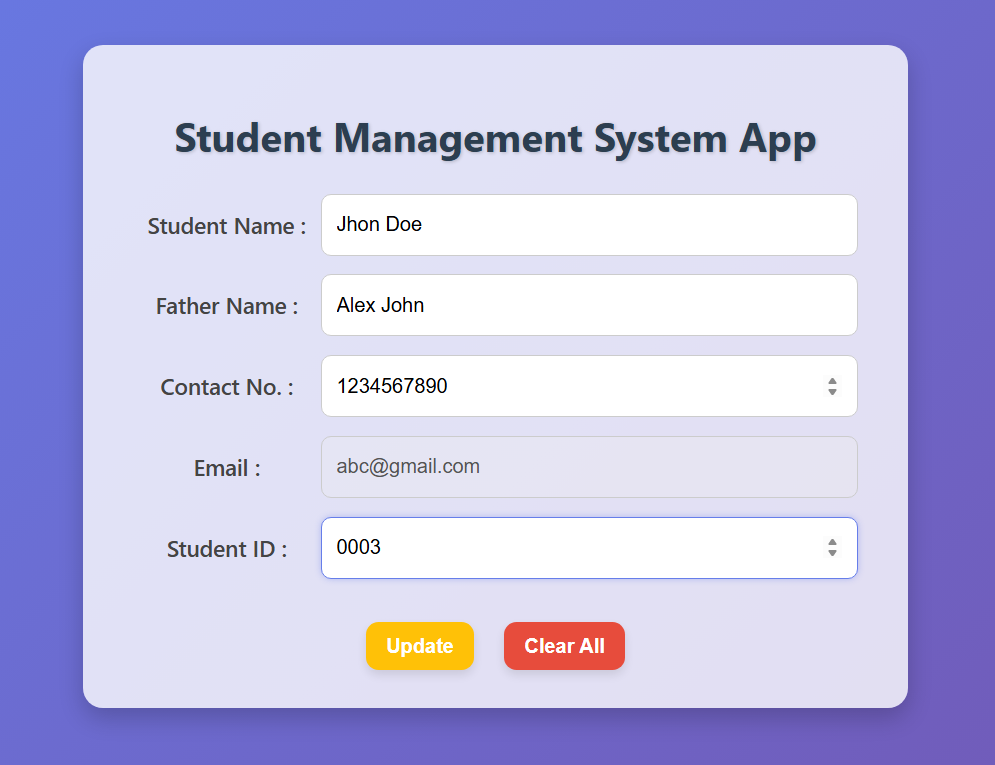 Student Management System App
Student Name : Jhon Doe
Father Name : Alex John
Contact No. : 1234567890
Email : abc@gmail.com
Student ID : 0003
Update Clear All